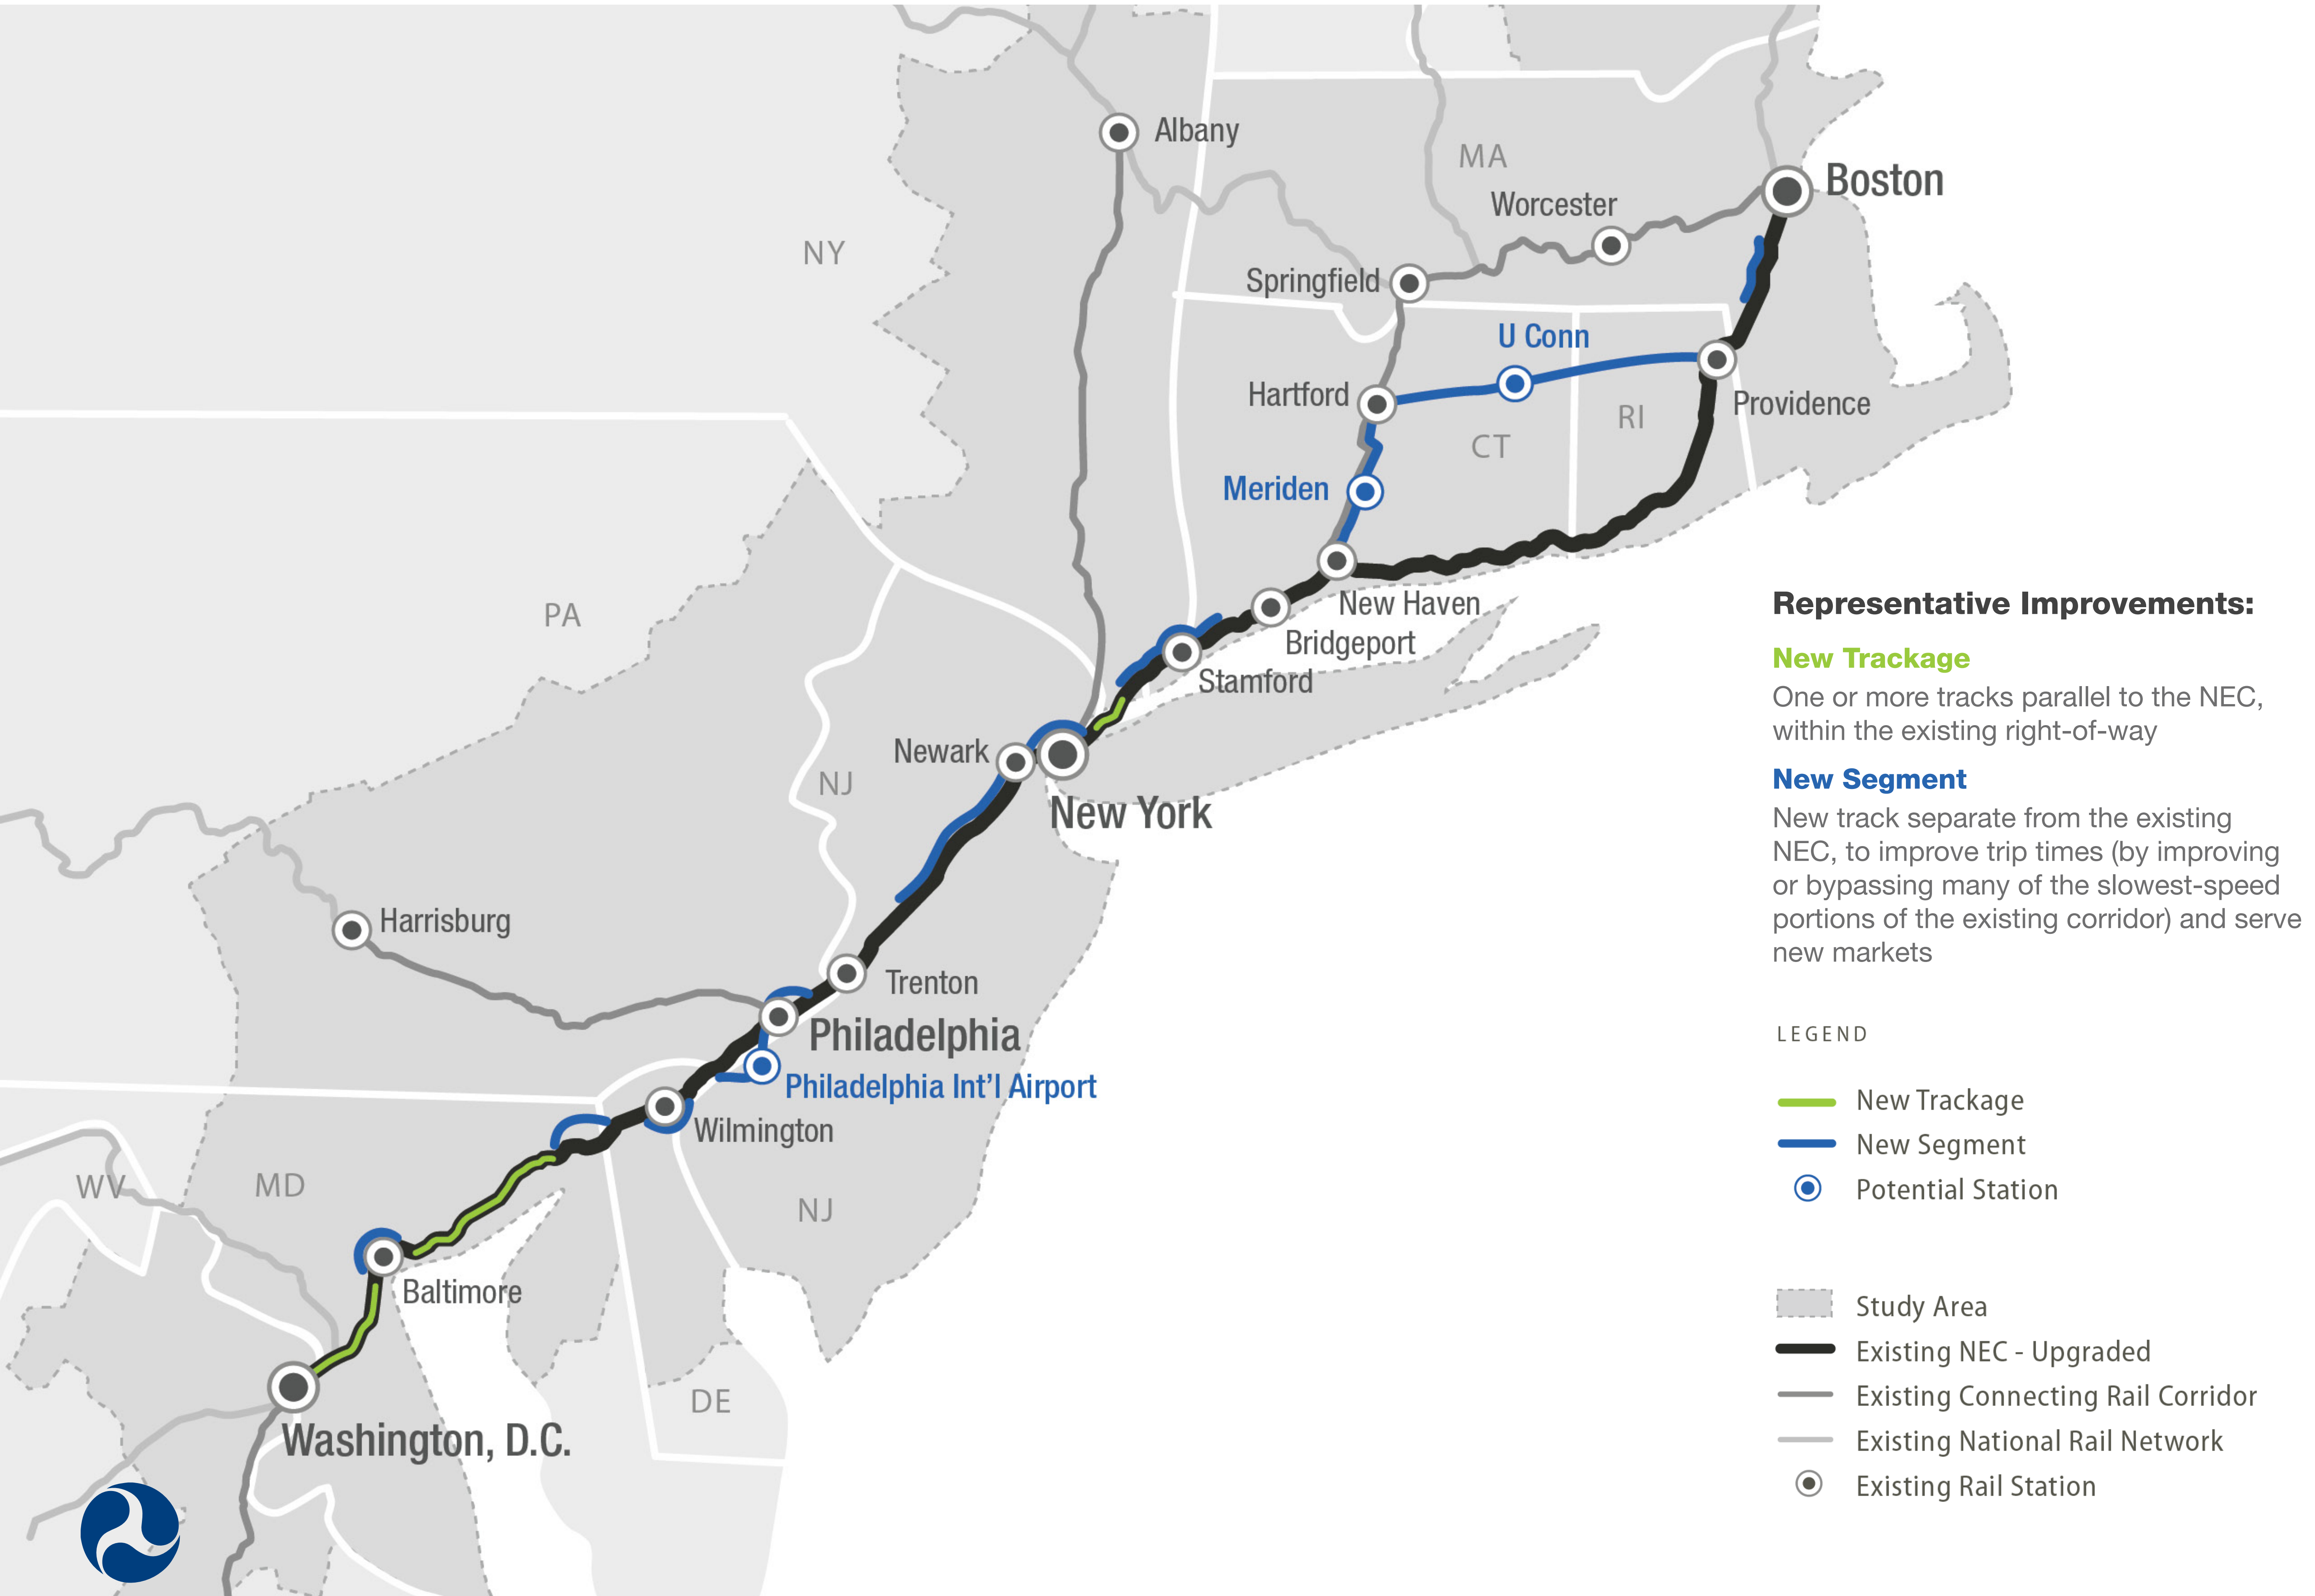 Albany
MA
Boston
Worcester
NY
Springfield
U Conn
Hartford
Providence
RI
CT
Meriden
PA
New Haven
Bridgeport
Stamford
Newark
NJ
New York
Harrisburg
Trenton
Philadelphia
Philadelphia Int'l Airport
Wilmington
WV
MD
NJ
Baltimore
DE
Washington, D.C.
Representative Improvements:
New Trackage
One or more tracks parallel to the NEC,
within the existing right-of-way
New Segment
New track separate from the existing
NEC, to improve trip times (by improving
or bypassing many of the slowest-speed
portions of the existing corridor) and serve
new markets
LEGEND
New Trackage
New Segment
Potential Station
Study Area
Existing NEC - Upgraded
Existing Connecting Rail Corridor
Existing National Rail Network
Existing Rail Station